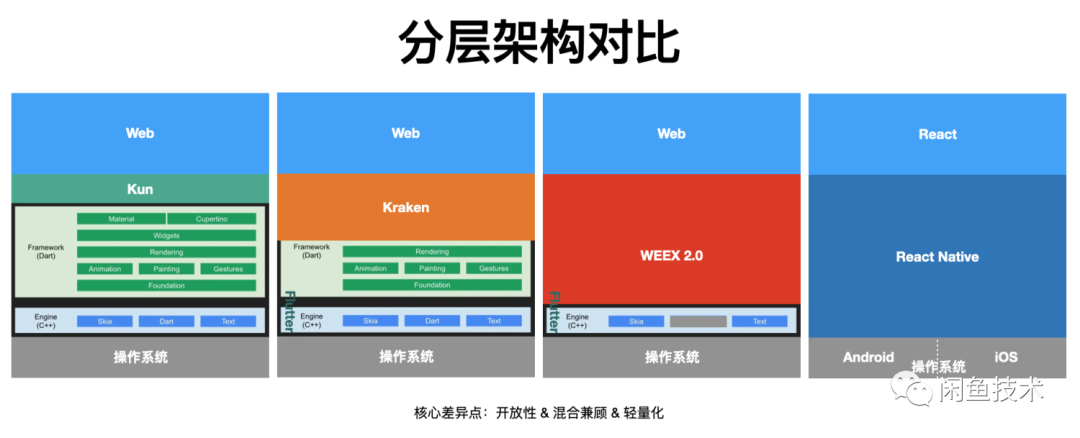 分层架构对比
Web
Kun
Framework
(Dart)
Material
Cupertino
Widgets
Rendering
Animation
Painting
Gestures
Foundation
Engine
(C++)
Skia
Dart
Text
操作系统
Web
Kraken
Framework
(Dart)
Rendering
Animation
Painting
Gestures
Foundation
Flutter
Engine
(C++)
Skia
Dart
Text
操作系统
Web
WEEX 2.0
Flutter
Engine
(C++)
Skia
Text
操作系统
React
React Native
Android
操作系统
iOS
闲鱼技术
核心差异点：开放性 & 混合兼顾 & 轻量化